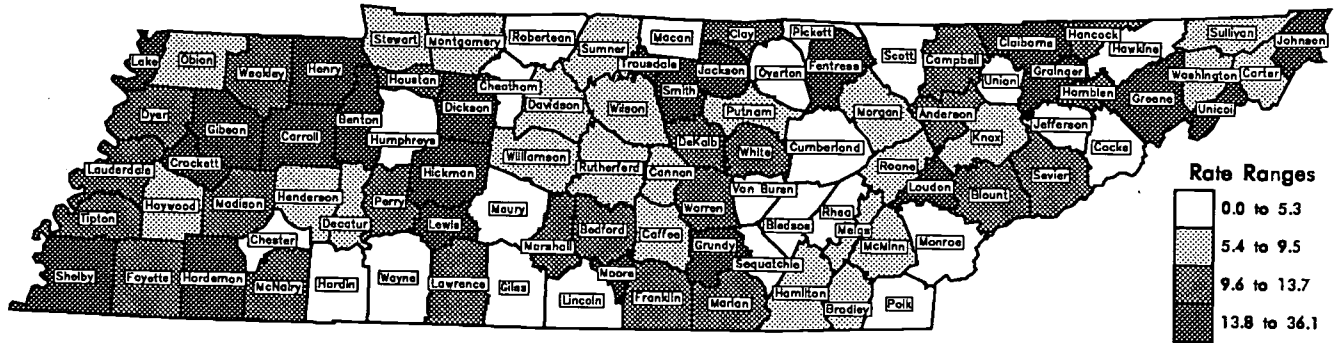 Stewart
Montgomery
Robertson
Sumner
Macon
Clay
Pickett
Scott
Campbell
Claiborne
Hancock
Hawkins
Sullivan
Johnson
Lake
Obion
Weakley
Henry
Houston
Cheatham
Trousdale
Jackson
Overton
Fentress
Union
Grainger
Washington
Carter
Dyer
Gibson
Carroll
Benton
Humphreys
Dickson
Davidson
Wilson
Smith
Putnam
Morgan
Anderson
Knox
Hamblen
Jefferson
Greene
Unicoi
Cocke
Lauderdale
Crockett
Madison
Henderson
Decatur
Perry
Hickman
Williamson
Rutherford
Cannon
DeKalb
White
Cumberland
Roane
Loudon
Blount
Sevier
Tipton
Haywood
Chester
Lewis
Maury
Marshall
Bedford
Coffee
Warren
Van Buren
Bledsoe
Rhea
Meigs
McMinn
Monroe
Shelby
Fayette
Hardeman
McNairy
Hardin
Wayne
Lawrence
Giles
Lincoln
Moore
Franklin
Grundy
Marion
Sequatchie
Hamilton
Bradley
Polk
Rate Ranges
0.0 to 5.3
5.4 to 9.5
9.6 to 13.7
13.8 to 36.1